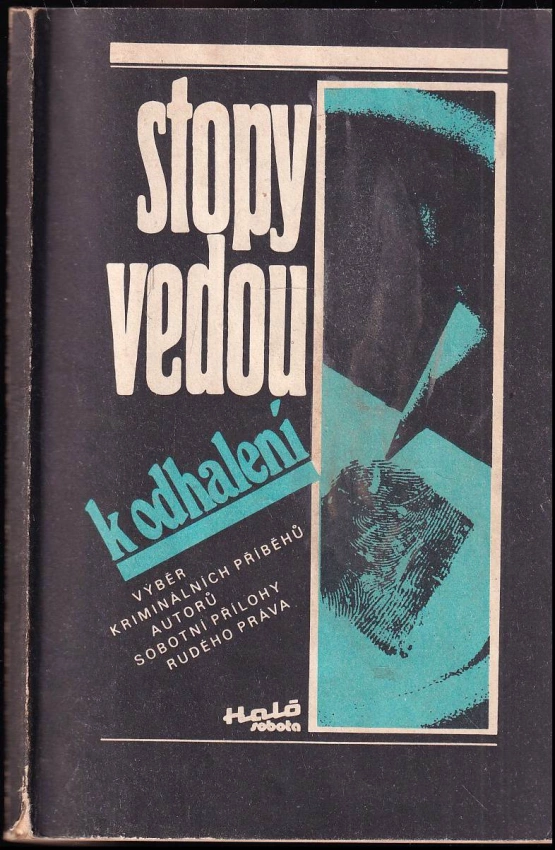 stopy
vedou
k odhalení
VÝBĚR
KRIMINÁLNÍCH PŘÍBĚHŮ
AUTORŮ
SOBOTNÍ PŘÍLOHY
RUDÉHO PRÁVA
Haló
sobota